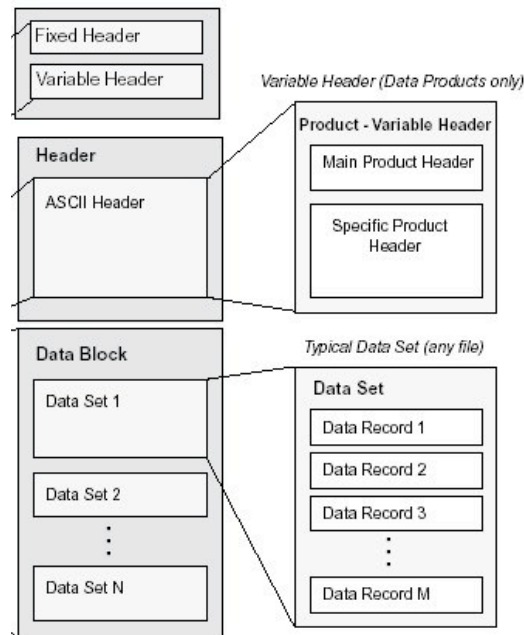 Fixed Header
Variable Header
Header
ASCII Header
Data Block
Data Set 1
Data Set 2
Data Set N
Variable Header (Data Products only)
Product - Variable Header
Main Product Header
Specific Product
Header
Typical Data Set (any file)
Data Set
Data Record 1
Data Record 2
Data Record 3
Data Record M